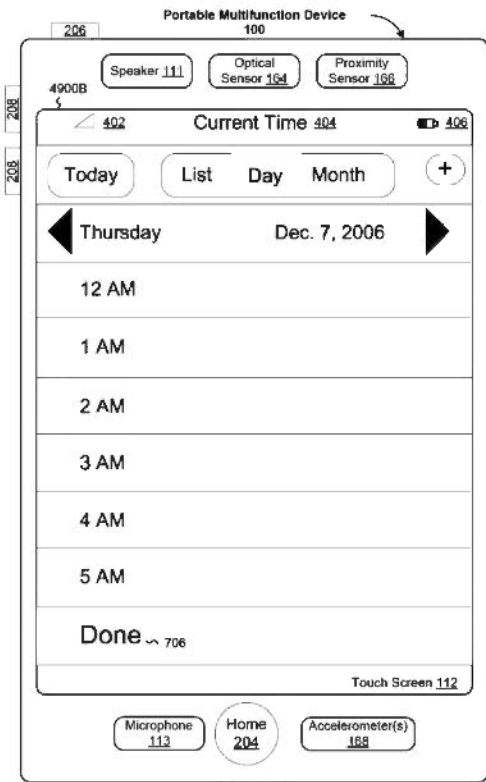 Portable Multifunction Device
100
206
Speaker 111
Optical
Sensor 164
Proximity
Sensor 166
208
4900B
402
Current Time 404
406
208
Today
List
Day
Month
+
Thursday
Dec. 7, 2006
12 AM
1 AM
2 AM
3 AM
4 AM
5 AM
Done 706
Touch Screen 112
Microphone
113
Home
204
Accelerometer(s)
168